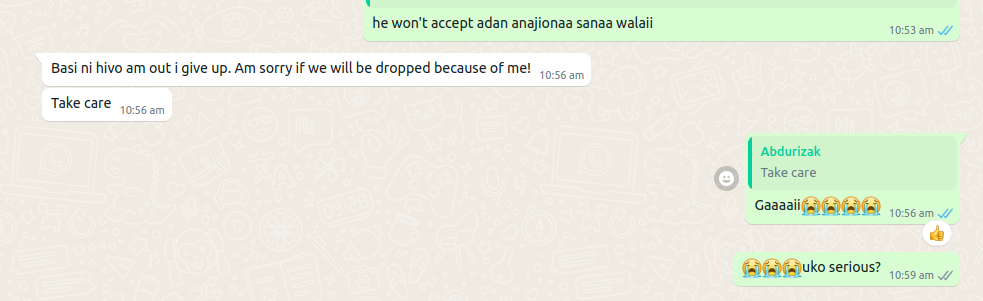 he won't accept adan anajionaa sanaa walaii
10:53 am
Basi ni hivo am out i give up. Am sorry if we will be dropped because of me!
10:56 am
Take care
10:56 am
Abdurizak
Take care
Gaaaaii😭😭😭😭
10:56 am
😭😭😭uko serious?
10:59 am